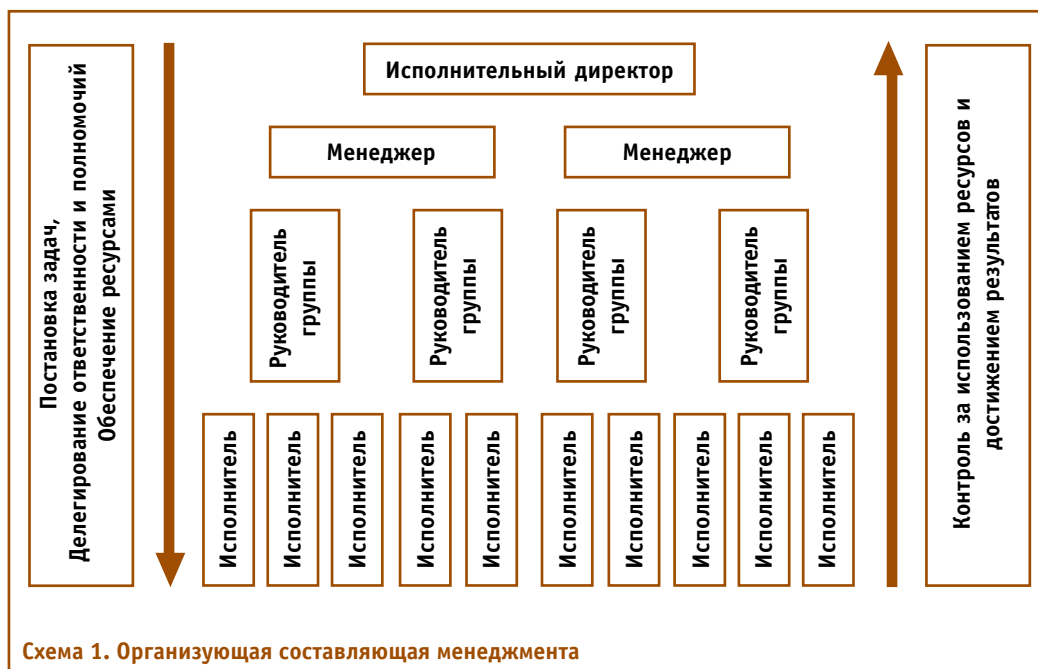 Постановка задач,
Делегирование ответственности и полномочий
Обеспечение ресурсами
Исполнительный директор
Менеджер
Менеджер
Руководитель
группы
Руководитель
группы
Руководитель
группы
Руководитель
группы
Исполнитель
Исполнитель
Исполнитель
Исполнитель
Исполнитель
Исполнитель
Исполнитель
Исполнитель
Исполнитель
Исполнитель
Контроль за использованием ресурсов и
достижением результатов
Схема 1. Организующая составляющая менеджмента